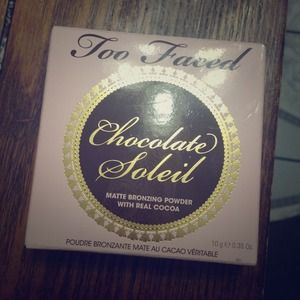 Too Faced
Chocolate
Soleil
MATTE BRONZING POWDER
WITH REAL COCOA
10 g ℮ 0.35 Oz.
POUDRE BRONZANTE MATE AU CACAO VÉRITABLE